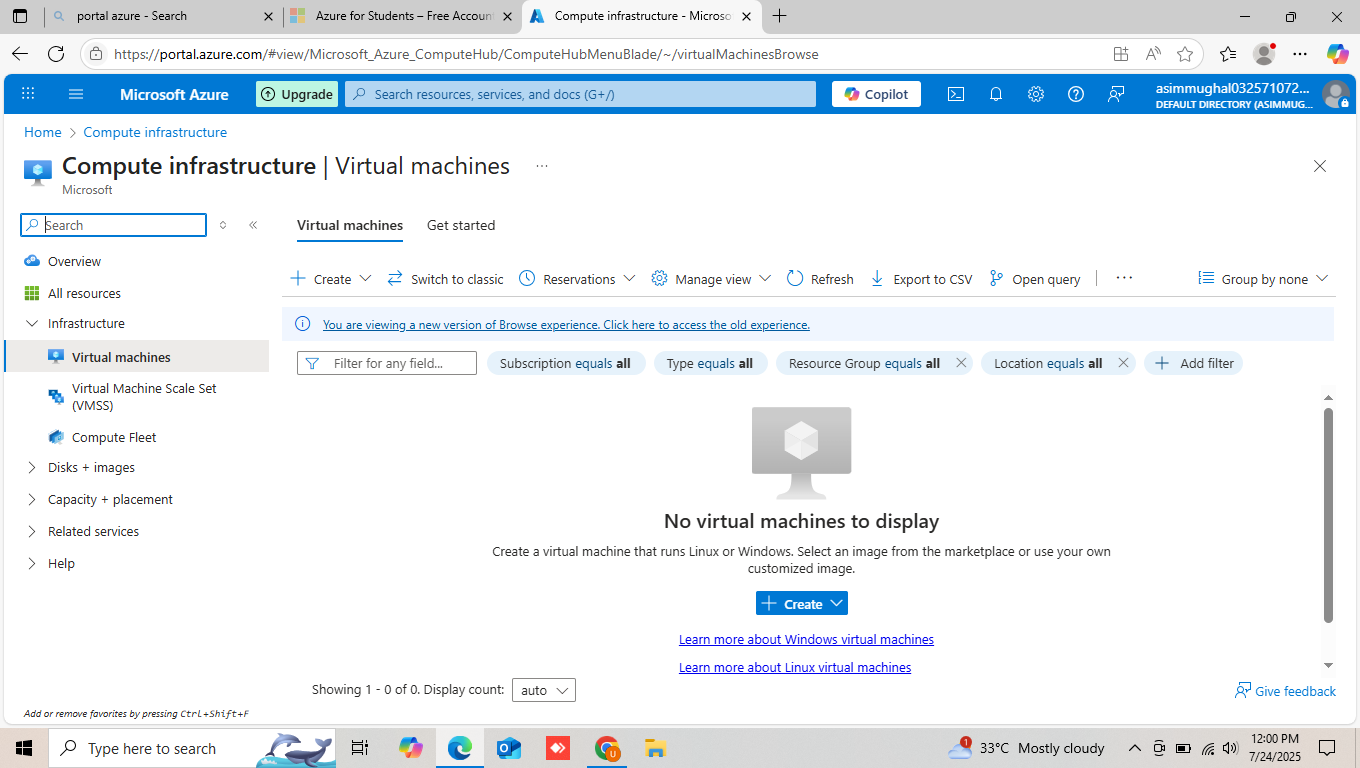 portal azure - Search
Azure for Students – Free Accoun
Compute infrastructure - Microso
https://portal.azure.com/#view/Microsoft_Azure_ComputeHub/ComputeHubMenuBlade/~/virtualMachinesBrowse
Microsoft Azure
Upgrade
Search resources, services, and docs (G+/)
Copilot
asimmughal032571072...
DEFAULT DIRECTORY (ASIMMUG...
Home > Compute infrastructure
Compute infrastructure | Virtual machines ...
Microsoft
Search
Overview
All resources
Infrastructure
Virtual machines
Virtual Machine Scale Set
(VMSS)
Compute Fleet
Disks + images
Capacity + placement
Related services
Help
Add or remove favorites by pressing Ctrl+Shift+F
Virtual machines Get started
Create Switch to classic Reservations Manage view Refresh Export to CSV Open query | ... Group by none
You are viewing a new version of Browse experience. Click here to access the old experience.
Filter for any field... Subscription equals all Type equals all Resource Group equals all Location equals all Add filter
No virtual machines to display
Create a virtual machine that runs Linux or Windows. Select an image from the marketplace or use your own
customized image.
Create
Learn more about Windows virtual machines
Learn more about Linux virtual machines
Showing 1 - 0 of 0. Display count: auto
Give feedback
Type here to search
U
1
33°C Mostly cloudy
12:00 PM
7/24/2025